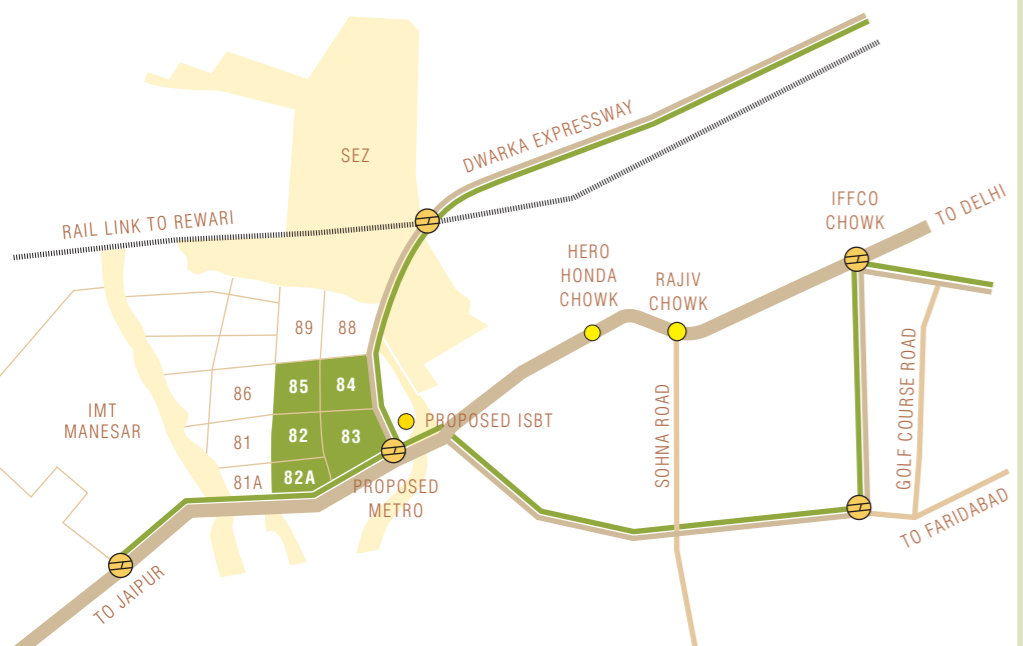 SEZ
DWARKA EXPRESSWAY
RAIL LINK TO REWARI
IFFCO
CHOWK
TO DELHI
HERO
HONDA
CHOWK
RAJIV
CHOWK
89
88
85
84
86
IMT
MANESAR
81
82
83
PROPOSED ISBT
81A
82A
PROPOSED
METRO
SOHNA ROAD
GOLF COURSE ROAD
TO FARIDABAD
TO JAIPUR